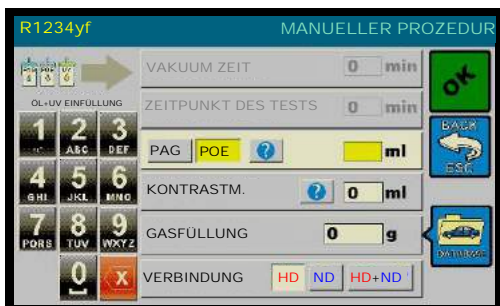 R1234yf MANUELLER PROZEDUR
VAKUUM ZEIT 0 min
OK
ÖL+UV EINFÜLLUNG
ZEITPUNKT DES TESTS 0 min
1 2 3
ABC DEF
BACK
ESC
PAG POE ? ml
4 5 6
GHI JKL MNO
KONTRASTM. ? 0 ml
7 8 9
PQRS TUV WXYZ
GASFÜLLUNG 0 g
DATABASE
0 X
VERBINDUNG HD ND HD+ND